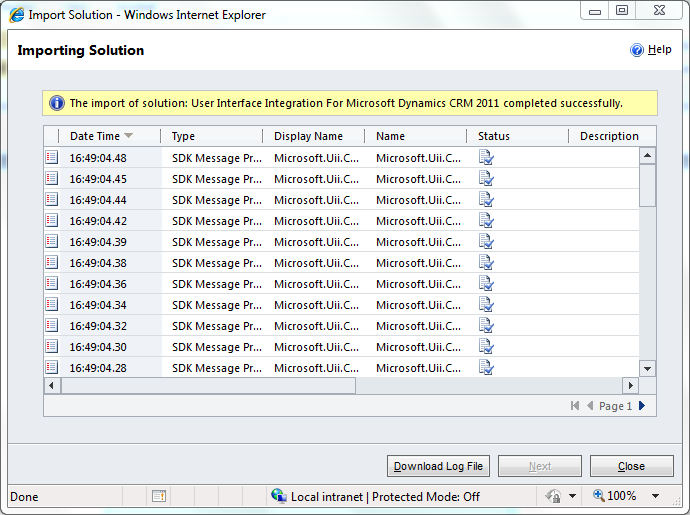 Import Solution - Windows Internet Explorer
Importing Solution
Help
The import of solution: User Interface Integration For Microsoft Dynamics CRM 2011 completed successfully.
Date Time Type Display Name Name Status Description
16:49:04.48 SDK Message Pr... Microsoft.Uii.C... Microsoft.Uii.C...
16:49:04.45 SDK Message Pr... Microsoft.Uii.C... Microsoft.Uii.C...
16:49:04.44 SDK Message Pr... Microsoft.Uii.C... Microsoft.Uii.C...
16:49:04.42 SDK Message Pr... Microsoft.Uii.C... Microsoft.Uii.C...
16:49:04.39 SDK Message Pr... Microsoft.Uii.C... Microsoft.Uii.C...
16:49:04.38 SDK Message Pr... Microsoft.Uii.C... Microsoft.Uii.C...
16:49:04.36 SDK Message Pr... Microsoft.Uii.C... Microsoft.Uii.C...
16:49:04.34 SDK Message Pr... Microsoft.Uii.C... Microsoft.Uii.C...
16:49:04.32 SDK Message Pr... Microsoft.Uii.C... Microsoft.Uii.C...
16:49:04.30 SDK Message Pr... Microsoft.Uii.C... Microsoft.Uii.C...
16:49:04.28 SDK Message Pr... Microsoft.Uii.C... Microsoft.Uii.C...
Page 1
Download Log File Next Close
Done Local intranet | Protected Mode: Off 100%